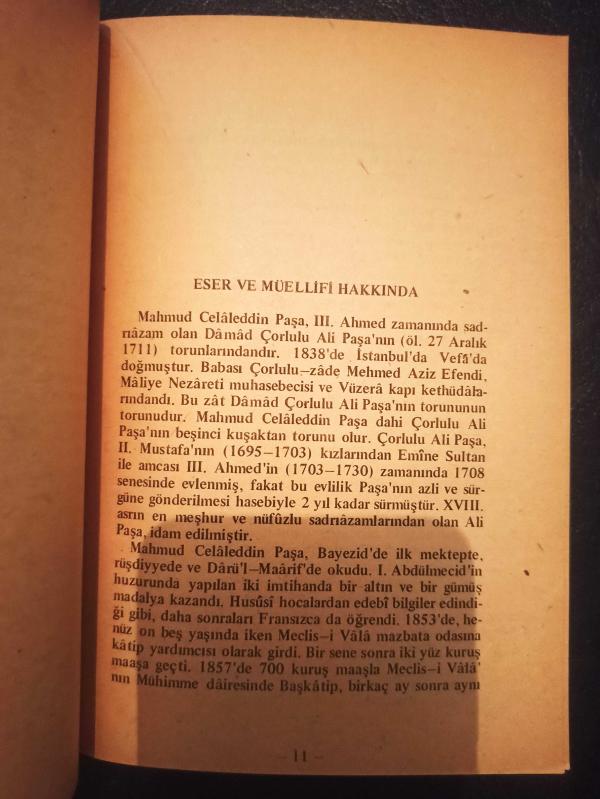 ESER VE MÜELLİFİ HAKKINDA
Mahmud Celâleddin Paşa, III. Ahmed zamanında sad-
rıâzam olan Dâmâd Çorlulu Ali Paşa'nın (öl. 27 Aralık
1711) torunlarındandır. 1838'de İstanbul'da Vefâ'da
doğmuştur. Babası Çorlulu–zâde Mehmed Aziz Efendi,
Mâliye Nezâreti muhasebecisi ve Vüzerâ kapı kethüdâla-
rındandı. Bu zât Dâmâd Çorlulu Ali Paşa'nın torununun
torunudur. Mahmud Celâleddin Paşa dahi Çorlulu Ali
Paşa'nın beşinci kuşaktan torunu olur. Çorlulu Ali Paşa,
II. Mustafa'nın (1695–1703) kızlarından Emîne Sultan
ile amcası III. Ahmed'in (1703–1730) zamanında 1708
senesinde evlenmiş, fakat bu evlilik Paşa'nın azli ve sür-
güne gönderilmesi hasebiyle 2 yıl kadar sürmüştür. XVIII.
asrın en meşhur ve nüfûzlu sadrıâzamlarından olan Ali
Paşa, idam edilmiştir.
Mahmud Celâleddin Paşa, Bayezid'de ilk mektepte,
rüşdiyyede ve Dârü'l–Maârif'de okudu. I. Abdülmecid'in
huzurunda yapılan iki imtihanda bir altın ve bir gümüş
madalya kazandı. Husûsî hocalardan edebî bilgiler edindi-
ği gibi, daha sonraları Fransızca da öğrendi. 1853'de, he-
nüz on beş yaşında iken Meclis–i Vâlâ mazbata odasına
kâtip yardımcısı olarak girdi. Bir sene sonra iki yüz kuruş
maaşa geçti. 1857'de 700 kuruş maaşla Meclis–i Vâlâ'
nın Mühimme dâiresinde Başkâtip, birkaç ay sonra aynı
– 11 –